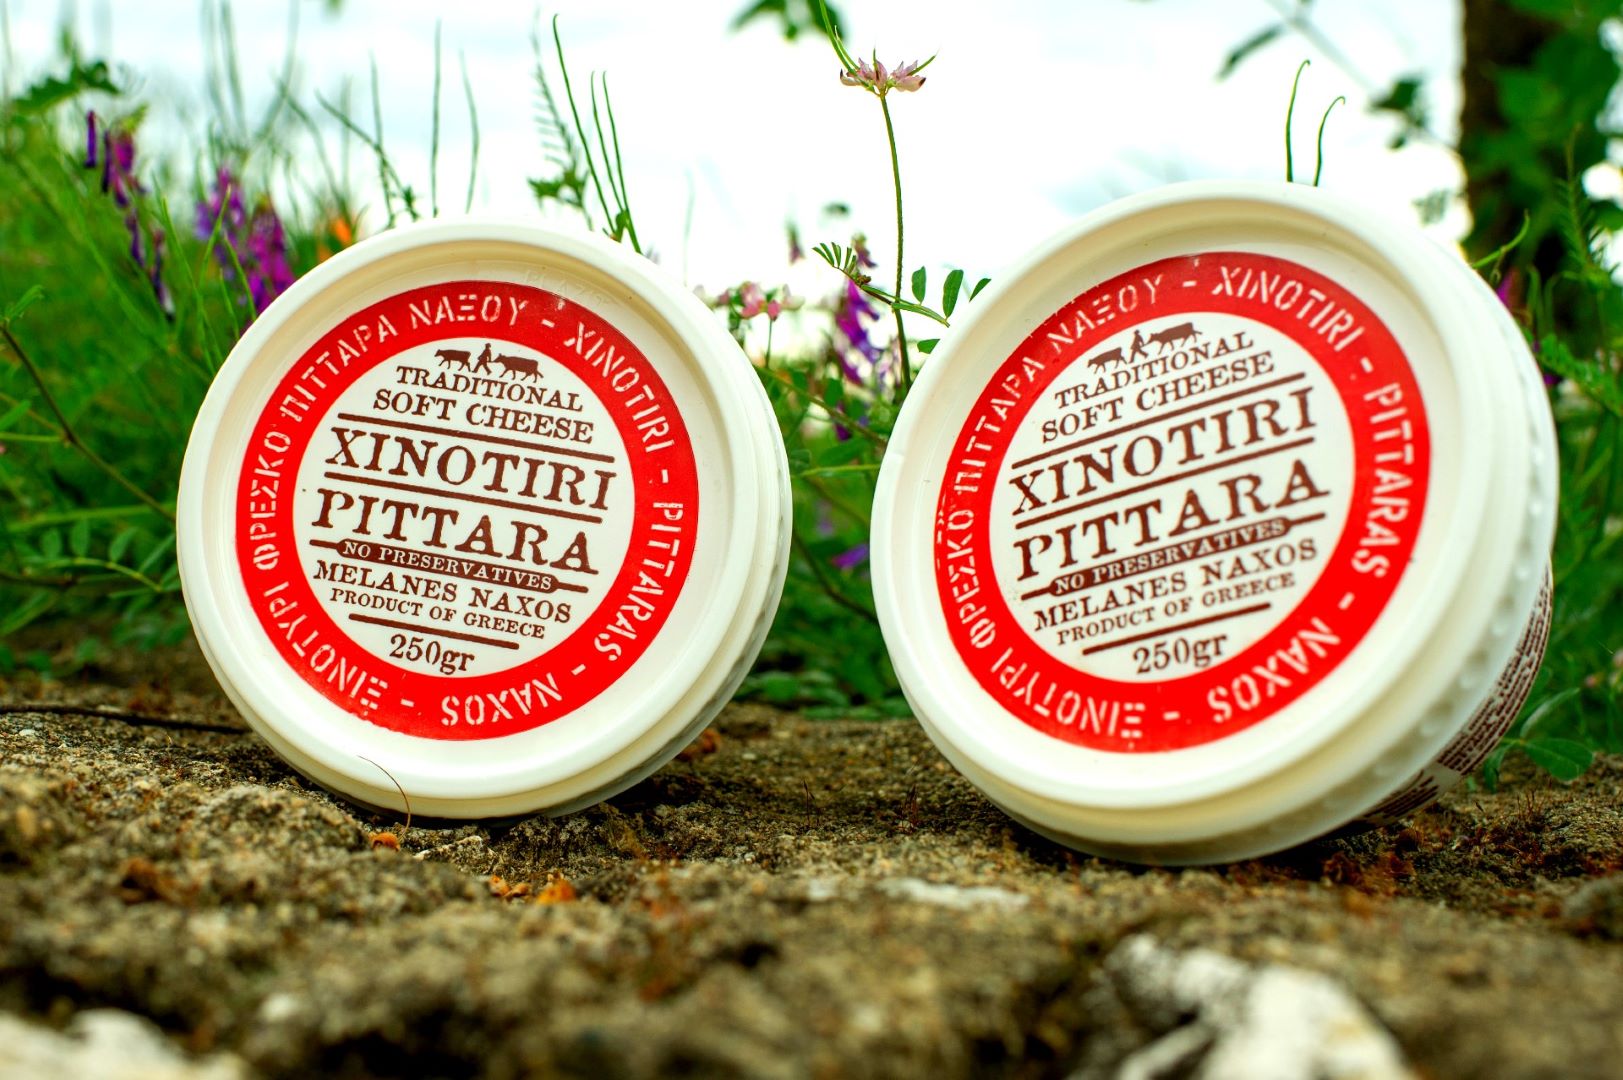 ΞΙΝΟΤΥΡΙ ΦΡΕΣΚΟ ΠΙΤΤΑΡΑ ΝΑΞΟΥ - XINOTIRI - PITTARAS - NAXOS -
TRADITIONAL
SOFT CHEESE
XINOTIRI
PITTARA
NO PRESERVATIVES
MELANES NAXOS
PRODUCT OF GREECE
250gr
ΞΙΝΟΤΥΡΙ ΦΡΕΣΚΟ ΠΙΤΤΑΡΑ ΝΑΞΟΥ - XINOTIRI - PITTARAS - NAXOS -
TRADITIONAL
SOFT CHEESE
XINOTIRI
PITTARA
NO PRESERVATIVES
MELANES NAXOS
PRODUCT OF GREECE
250gr